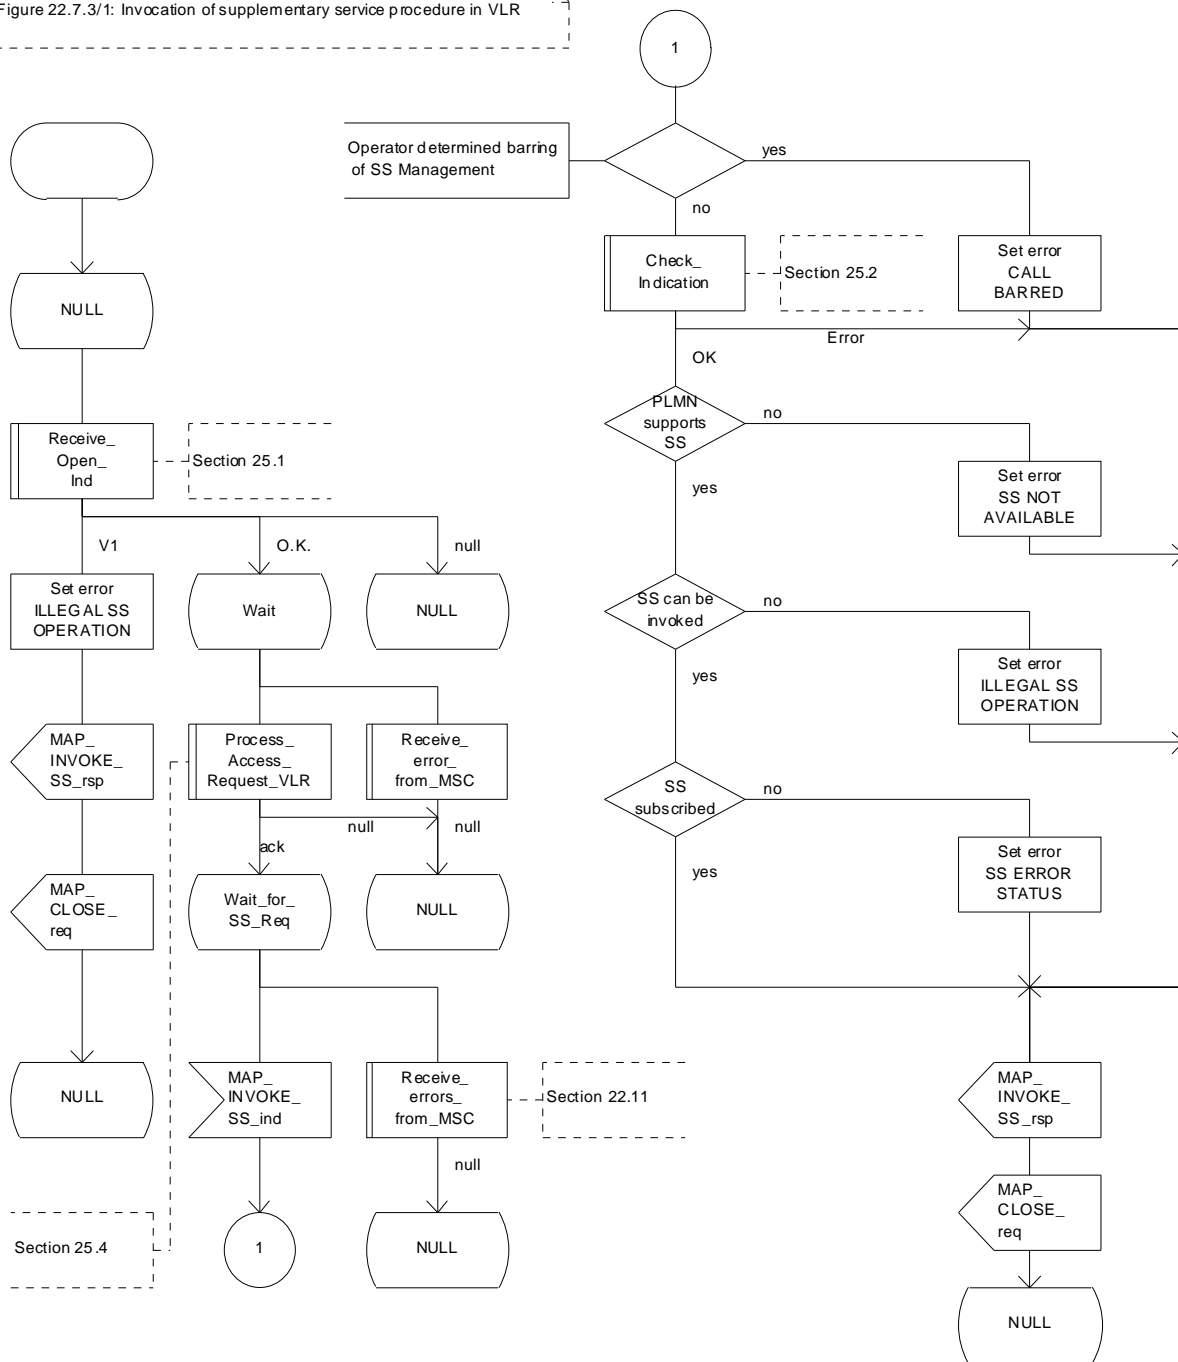 Figure 22.7.3/1: Invocation of supplementary service procedure in VLR
NULL
Receive_
Open_
Ind
Section 25.1
V1
O.K.
null
Set error
ILLEGAL SS
OPERATION
Wait
NULL
MAP_
INVOKE_
SS_rsp
Process_
Access_
Request_VLR
Receive_
error_
from_MSC
null
null
ack
MAP_
CLOSE_
req
Wait_for_
SS_Req
NULL
NULL
MAP_
INVOKE_
SS_ind
Receive_
errors_
from_MSC
Section 22.11
null
Section 25.4
1
NULL
1
Operator determined barring
of SS Management
yes
no
Check_
Indication
Section 25.2
Set error
CALL
BARRED
Error
OK
PLMN
supports
SS
no
yes
Set error
SS NOT
AVAILABLE
SS can be
invoked
no
yes
Set error
ILLEGAL SS
OPERATION
SS
subscribed
no
yes
Set error
SS ERROR
STATUS
MAP_
INVOKE_
SS_rsp
MAP_
CLOSE_
req
NULL